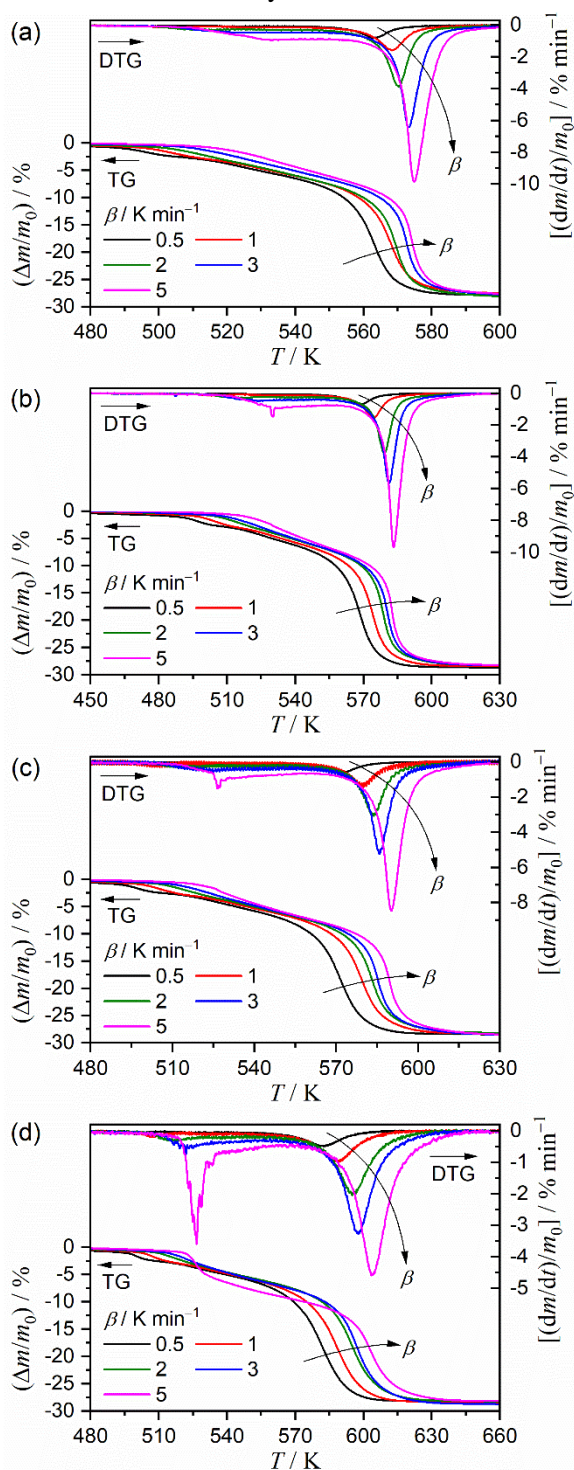 (a)
DTG
0
-2
-4
-6
-8
-10
[(dm/dt)/m0] / % min−1
β
0
-5
-10
-15
-20
-25
-30
(Δm/m0) / %
TG
β / K min−1
0.5 1
2 3
5
β
480 500 520 540 560 580 600
T / K
(b)
DTG
0
-2
-4
-6
-8
-10
[(dm/dt)/m0] / % min−1
β
0
-5
-10
-15
-20
-25
-30
(Δm/m0) / %
TG
β / K min−1
0.5 1
2 3
5
β
450 480 510 540 570 600 630
T / K
(c)
DTG
0
-2
-4
-6
-8
[(dm/dt)/m0] / % min−1
β
0
-5
-10
-15
-20
-25
-30
(Δm/m0) / %
TG
β / K min−1
0.5 1
2 3
5
β
480 510 540 570 600 630
T / K
(d)
DTG
0
-1
-2
-3
-4
-5
[(dm/dt)/m0] / % min−1
β
0
-5
-10
-15
-20
-25
-30
(Δm/m0) / %
TG
β / K min−1
0.5 1
2 3
5
β
480 510 540 570 600 630 660
T / K